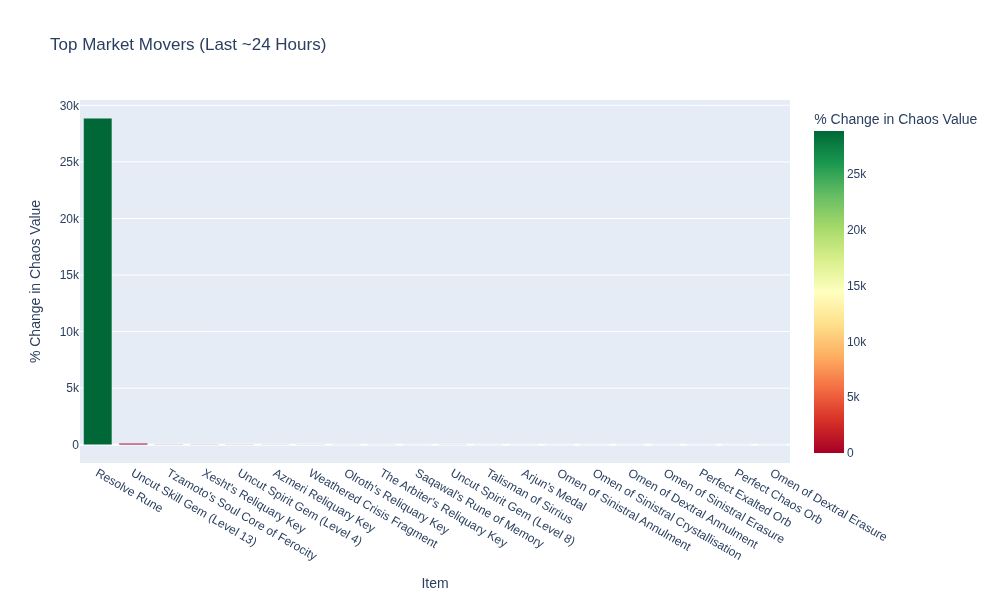 Top Market Movers (Last ~24 Hours)
% Change in Chaos Value
30k
25k
20k
15k
10k
5k
0
% Change in Chaos Value
25k
20k
15k
10k
5k
0
Resolve Rune
Uncut Skill Gem (Level 13)
Tzamoto's Soul Core of Ferocity
Xesht's Reliquary Key
Uncut Spirit Gem (Level 4)
Azmeri Reliquary Key
Weathered Crisis Fragment
Olroth's Reliquary Key
The Arbiter's Reliquary Key
Saqawal's Rune of Memory
Uncut Spirit Gem (Level 8)
Talisman of Sirrius
Arjun's Medal
Omen of Sinistral Annulment
Omen of Sinistral Crystallisation
Omen of Dextral Annulment
Omen of Sinistral Erasure
Perfect Exalted Orb
Perfect Chaos Orb
Omen of Dextral Erasure
Item